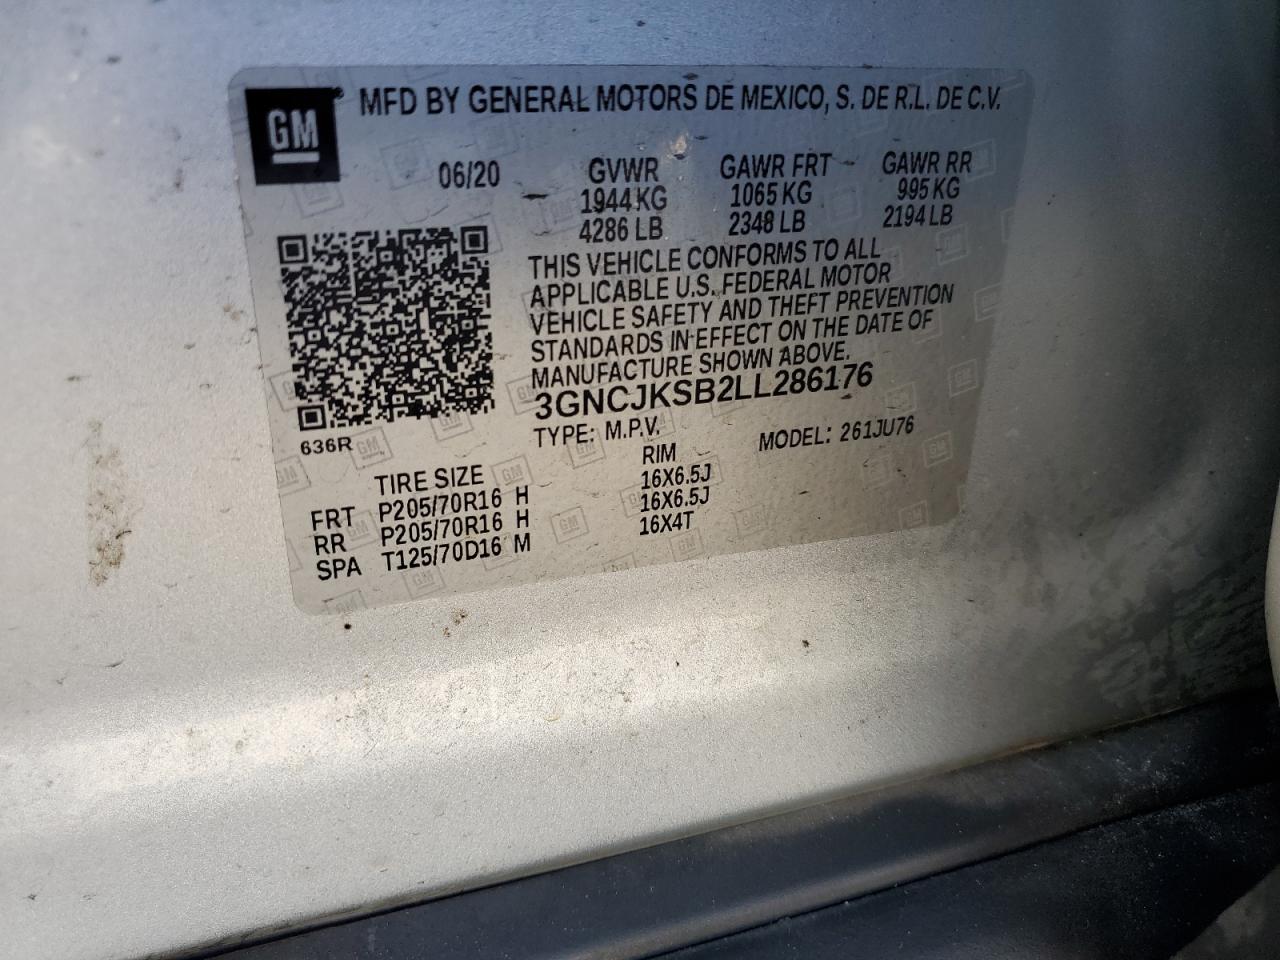 GM ® MFD BY GENERAL MOTORS DE MEXICO, S. DE R.L. DE C.V.
06/20 GVWR GAWR FRT GAWR RR
1944 KG 1065 KG 995 KG
4286 LB 2348 LB 2194 LB
THIS VEHICLE CONFORMS TO ALL
APPLICABLE U.S. FEDERAL MOTOR
VEHICLE SAFETY AND THEFT PREVENTION
STANDARDS IN EFFECT ON THE DATE OF
MANUFACTURE SHOWN ABOVE.
3GNCJKSB2LL286176
636R TYPE: M.P.V. MODEL: 261JU76
TIRE SIZE RIM
FRT P205/70R16 H 16X6.5J
RR P205/70R16 H 16X6.5J
SPA T125/70D16 M 16X4T